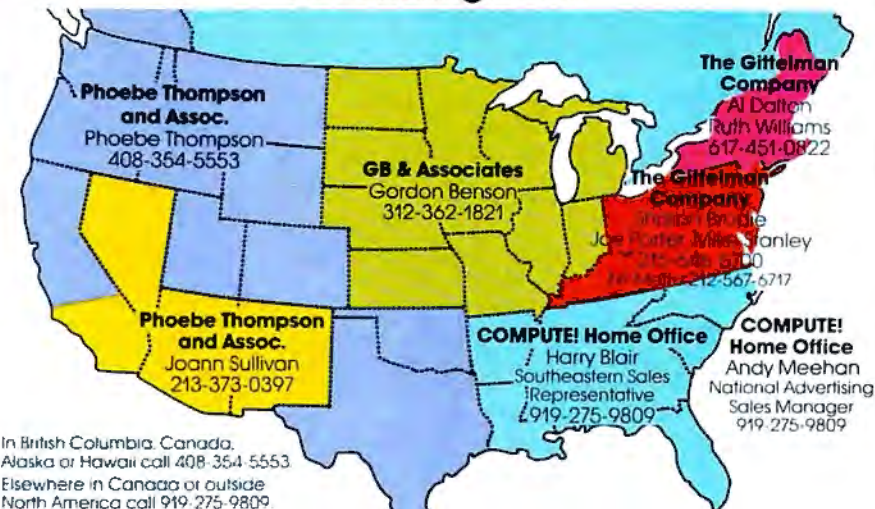 Phoebe Thompson
and Assoc.
Phoebe Thompson
408-354-5553
GB & Associates
Gordon Benson
312-362-1821
The Gittelman
Company
Al Dalton
Ruth Williams
617-451-0822
The Gittelman
Company
Brodie
Joe Porter, Stanley
212-567-6717
Phoebe Thompson
and Assoc.
Joann Sullivan
213-373-0397
COMPUTE! Home Office
Harry Blair
Southeastern Sales
Representative
919-275-9809
COMPUTE!
Home Office
Andy Meehan
National Advertising
Sales Manager
919-275-9809
In British Columbia, Canada,
Alaska or Hawaii call 408-354-5553.
Elsewhere in Canada or outside
North America call 919-275-9809.